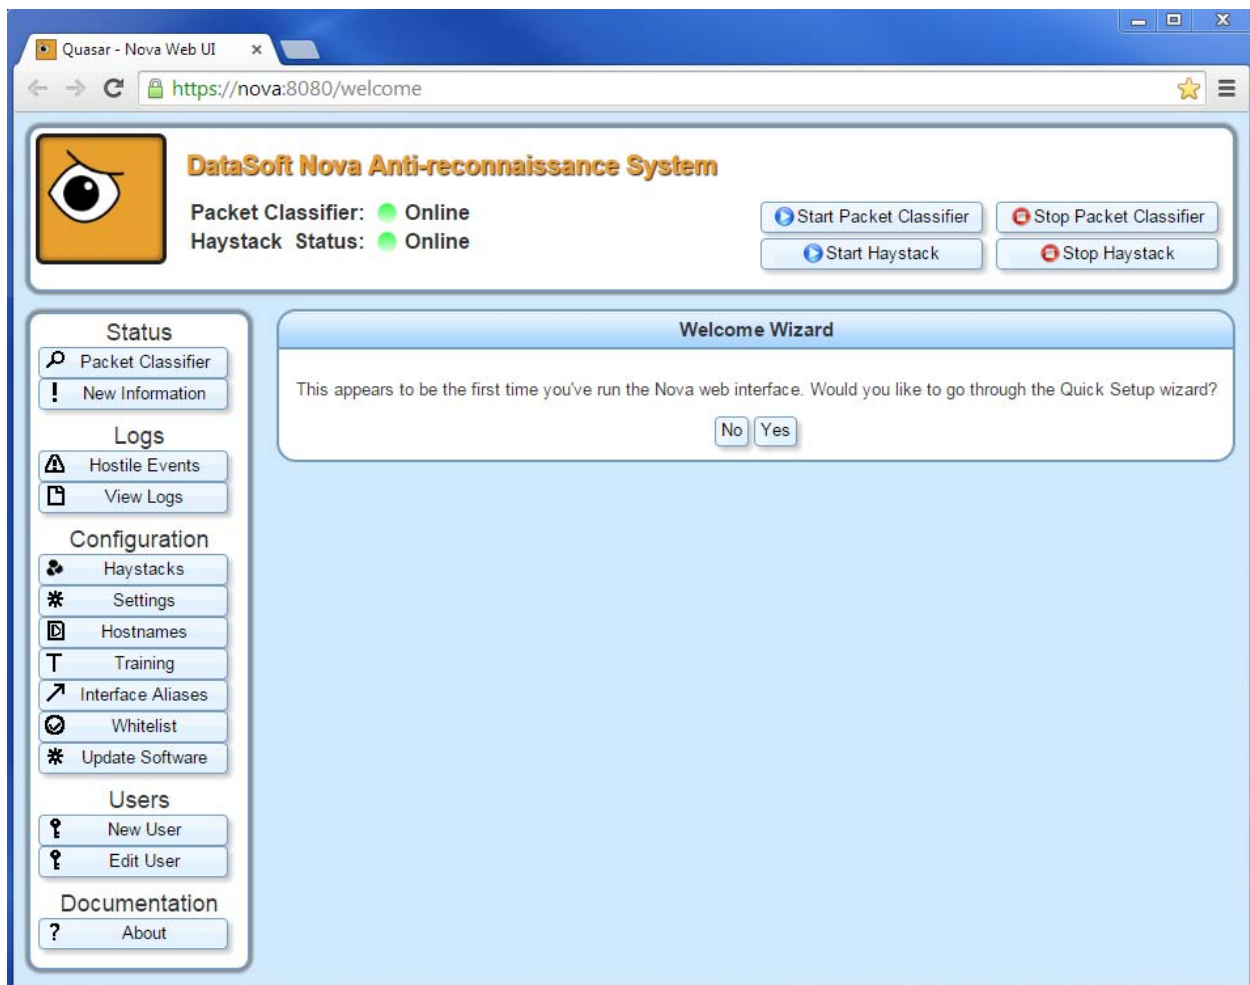 Quasar - Nova Web UI
https://nova:8080/welcome
DataSoft Nova Anti-reconnaissance System
Packet Classifier: Online
Haystack Status: Online
Start Packet Classifier
Stop Packet Classifier
Start Haystack
Stop Haystack
Status
Packet Classifier
New Information
Logs
Hostile Events
View Logs
Configuration
Haystacks
Settings
Hostnames
Training
Interface Aliases
Whitelist
Update Software
Users
New User
Edit User
Documentation
About
Welcome Wizard
This appears to be the first time you've run the Nova web interface. Would you like to go through the Quick Setup wizard?
No Yes